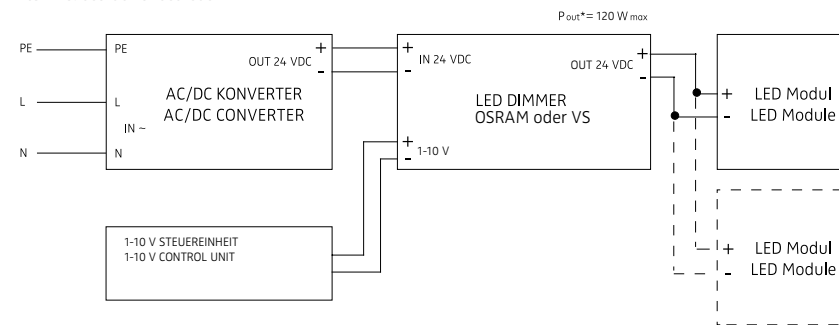 P out*= 120 W max
PE
PE
OUT 24 VDC
+
-
AC/DC KONVERTER
AC/DC CONVERTER
L
L
IN ~
N
N
+
IN 24 VDC
-
OUT 24 VDC
+
-
LED DIMMER
OSRAM oder VS
+
1-10 V
-
+
LED Modul
-
LED Module
1-10 V STEUEREINHEIT
1-10 V CONTROL UNIT
+
LED Modul
-
LED Module